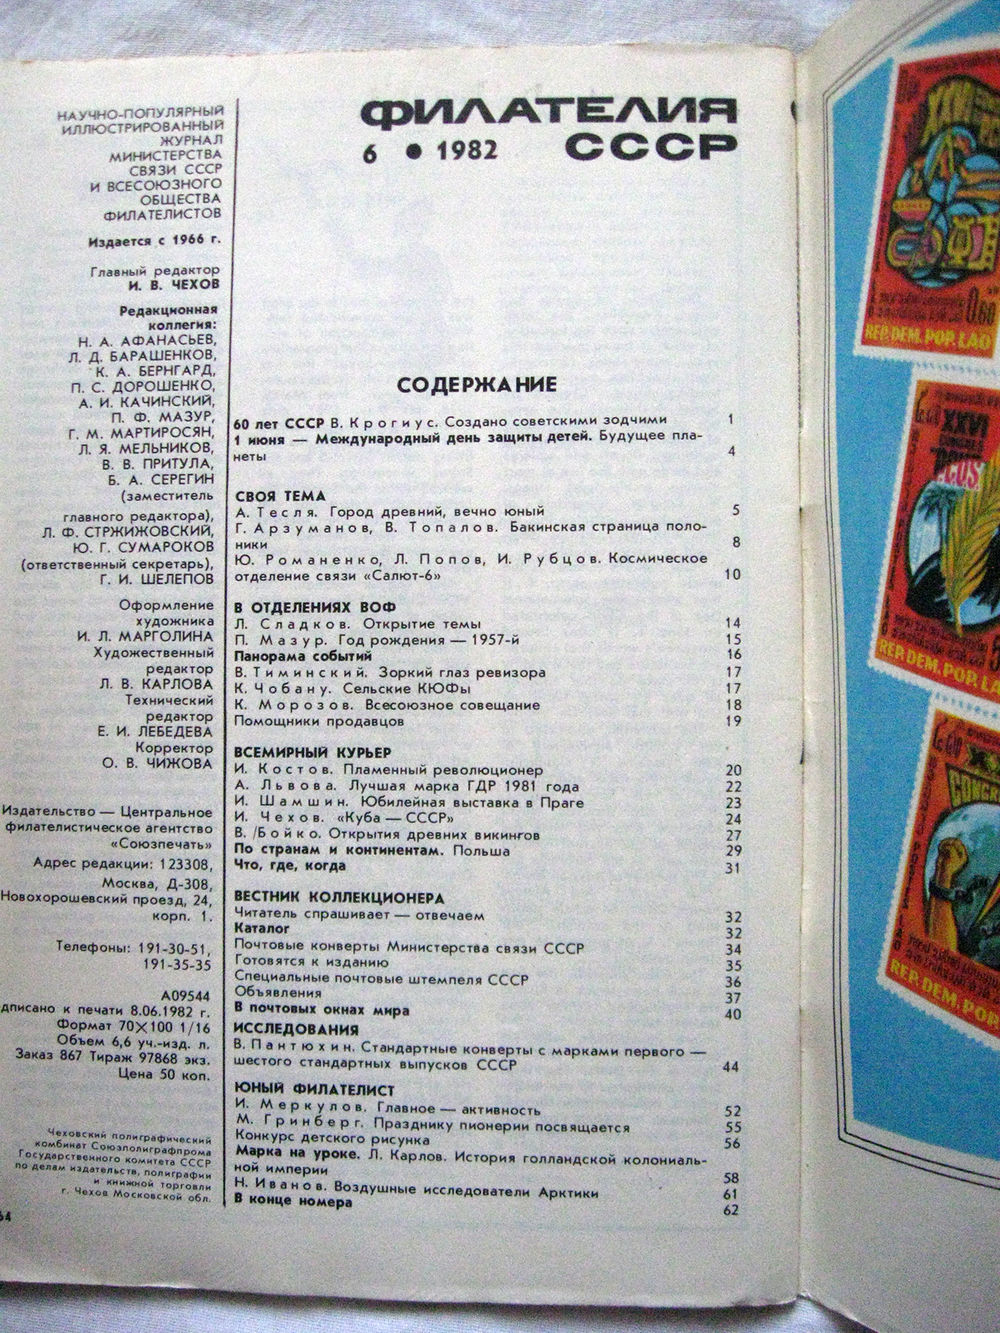 НАУЧНО-ПОПУЛЯРНЫЙ
ИЛЛЮСТРИРОВАННЫЙ
ЖУРНАЛ
МИНИСТЕРСТВА
СВЯЗИ СССР
И ВСЕСОЮЗНОГО
ОБЩЕСТВА
ФИЛАТЕЛИСТОВ
Издается с 1966 г.
Главный редактор
И. В. ЧЕХОВ
Редакционная
коллегия:
Н. А. АФАНАСЬЕВ,
Л. Д. БАРАШЕНКОВ,
К. А. БЕРНГАРД,
П. С. ДОРОШЕНКО,
А. И. КАЧИНСКИЙ,
П. Ф. МАЗУР,
Г. М. МАРТИРОСЯН,
Л. Я. МЕЛЬНИКОВ,
В. В. ПРИТУЛА,
Б. А. СЕРЕГИН
(заместитель
главного редактора),
Л. Ф. СТРЖИЖОВСКИЙ,
Ю. Г. СУМАРОКОВ
(ответственный секретарь),
Г. И. ШЕЛЕПОВ
Оформление
художника
И. Л. МАРГОЛИНА
Художественный
редактор
Л. В. КАРЛОВА
Технический
редактор
Е. И. ЛЕБЕДЕВА
Корректор
О. В. ЧИЖОВА
Издательство — Центральное
филателистическое агентство
«Союзпечать»
Адрес редакции: 123308,
Москва, Д-308,
Новохорошевский проезд, 24,
корп. 1.
Телефоны: 191-30-51,
191-35-35
А09544
дписано к печати 8.06.1982 г.
Формат 70×100 1/16
Объем 6,6 уч.-изд. л.
Заказ 867 Тираж 97868 экз.
Цена 50 коп.
Чеховский полиграфический
комбинат Союзполиграфпрома
Государственного комитета СССР
по делам издательств, полиграфии
и книжной торговли
г. Чехов Московской обл.
64
ФИЛАТЕЛИЯ
6 ● 1982 СССР
СОДЕРЖАНИЕ
60 лет СССР В. Крогиус. Создано советскими зодчими 1
1 июня — Международный день защиты детей. Будущее пла-
неты 4
СВОЯ ТЕМА
А. Тесля. Город древний, вечно юный 5
Г. Арзуманов, В. Топалов. Бакинская страница поло-
ники 8
Ю. Романенко, Л. Попов, И. Рубцов. Космическое
отделение связи «Салют-6» 10
В ОТДЕЛЕНИЯХ ВОФ
Л. Сладков. Открытие темы 14
П. Мазур. Год рождения — 1957-й 15
Панорама событий 16
В. Тиминский. Зоркий глаз ревизора 17
К. Чобану. Сельские КЮФы 17
К. Морозов. Всесоюзное совещание 18
Помощники продавцов 19
ВСЕМИРНЫЙ КУРЬЕР
И. Костов. Пламенный революционер 20
А. Львова. Лучшая марка ГДР 1981 года 22
И. Шамшин. Юбилейная выставка в Праге 23
И. Чехов. «Куба — СССР» 24
В. Бойко. Открытия древних викингов 27
По странам и континентам. Польша 29
Что, где, когда 31
ВЕСТНИК КОЛЛЕКЦИОНЕРА
Читатель спрашивает — отвечаем 32
Каталог 32
Почтовые конверты Министерства связи СССР 34
Готовятся к изданию 35
Специальные почтовые штемпеля СССР 36
Объявления 37
В почтовых окнах мира 40
ИССЛЕДОВАНИЯ
В. Пантюхин. Стандартные конверты с марками первого —
шестого стандартных выпусков СССР 44
ЮНЫЙ ФИЛАТЕЛИСТ
И. Меркулов. Главное — активность 52
М. Гринберг. Празднику пионерии посвящается 55
Конкурс детского рисунка 56
Марка на уроке. Л. Карлов. История голландской колониаль-
ной империи 58
Н. Иванов. Воздушные исследователи Арктики 61
В конце номера 62
XXVI
0.60
REP. DEM. POP. LAO
XXVI
CONGRES
PCUS
REP. DEM. POP. LA
CONGR
REP. DEM. POP.